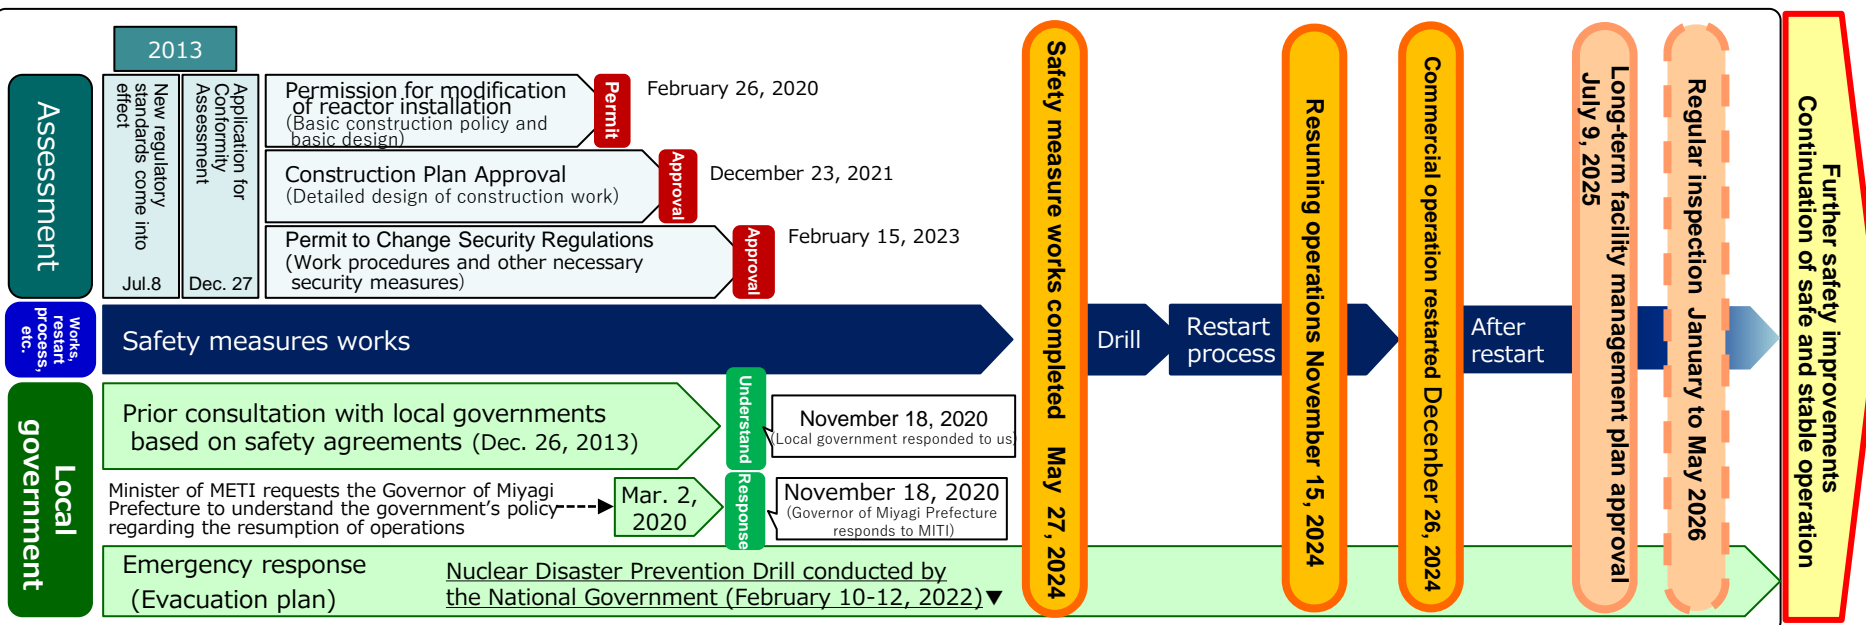 2013
Assessment
New regulatory
standards come into
effect
Jul.8
Application for
Conformity
Assessment
Dec. 27
Permission for modification
of reactor installation
(Basic construction policy and
basic design)
Permit
February 26, 2020
Construction Plan Approval
(Detailed design of construction work)
Approval
December 23, 2021
Permit to Change Security Regulations
(Work procedures and other necessary
security measures)
Approval
February 15, 2023
Works,
restart
process,
etc.
Safety measures works
Drill
Restart
process
After
restart
Local
government
Prior consultation with local governments
based on safety agreements (Dec. 26, 2013)
Understand
November 18, 2020
(Local government responded to us)
Minister of METI requests the Governor of Miyagi
Prefecture to understand the government's policy
regarding the resumption of operations
Mar. 2,
2020
Response
November 18, 2020
(Governor of Miyagi Prefecture
responds to MITI)
Emergency response
(Evacuation plan)
Nuclear Disaster Prevention Drill conducted by
the National Government (February 10-12, 2022)▼
Safety measure works completed May 27, 2024
Resuming operations November 15, 2024
Commercial operation restarted December 26, 2024
Long-term facility management plan approval
July 9, 2025
Regular inspection January to May 2026
Further safety improvements
Continuation of safe and stable operation